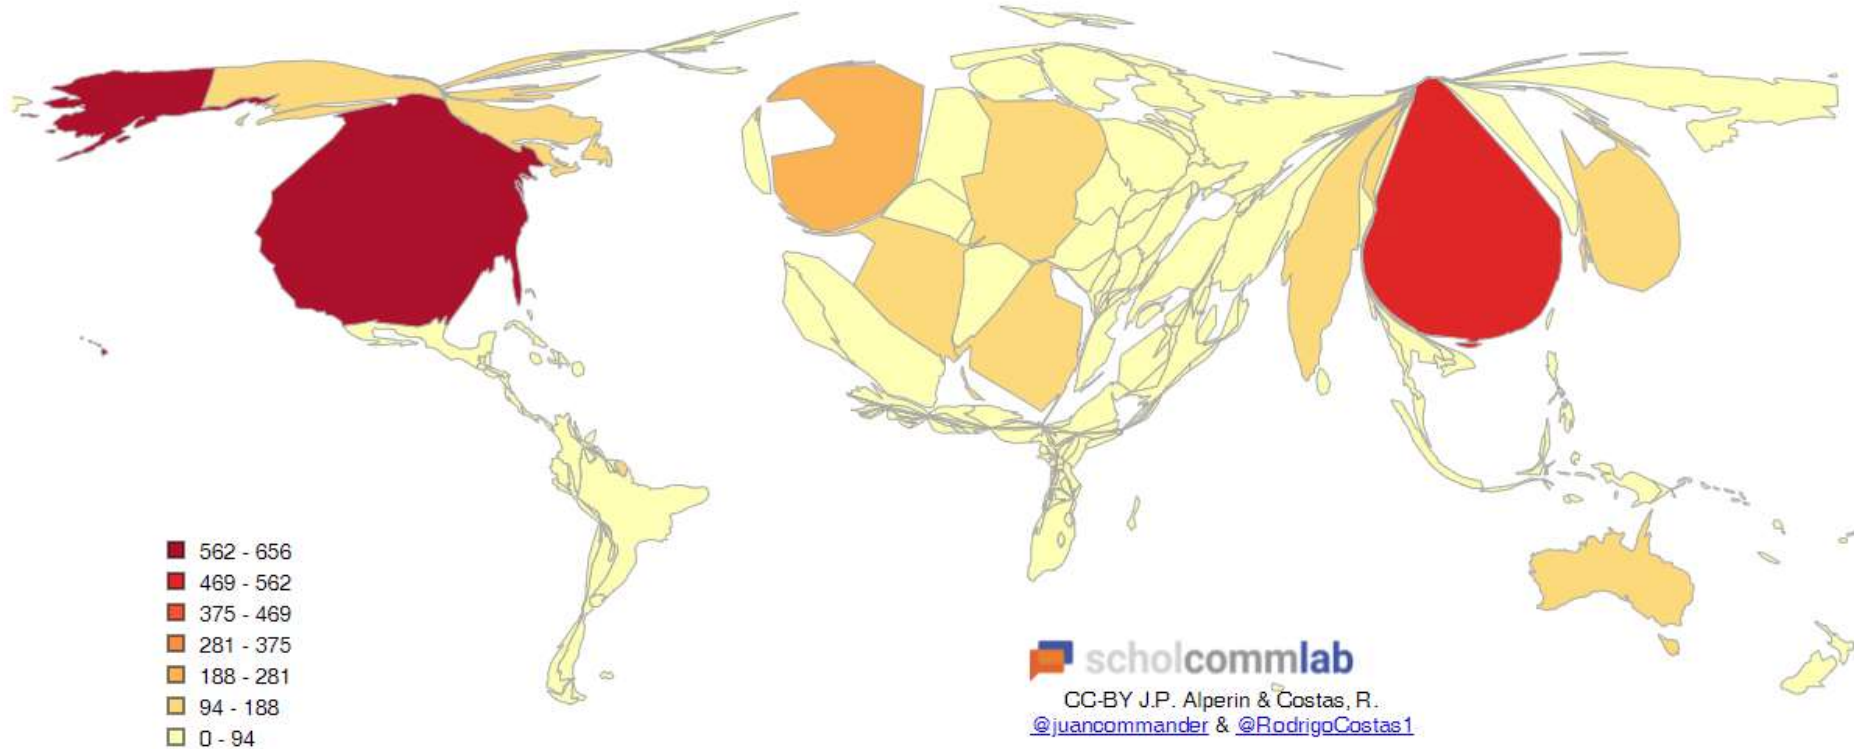 562 - 656
469 - 562
375 - 469
281 - 375
188 - 281
94 - 188
0 - 94
scholcommlab
CC-BY J.P. Alperin & Costas, R.
@juancommander & @RodrigoCostas1